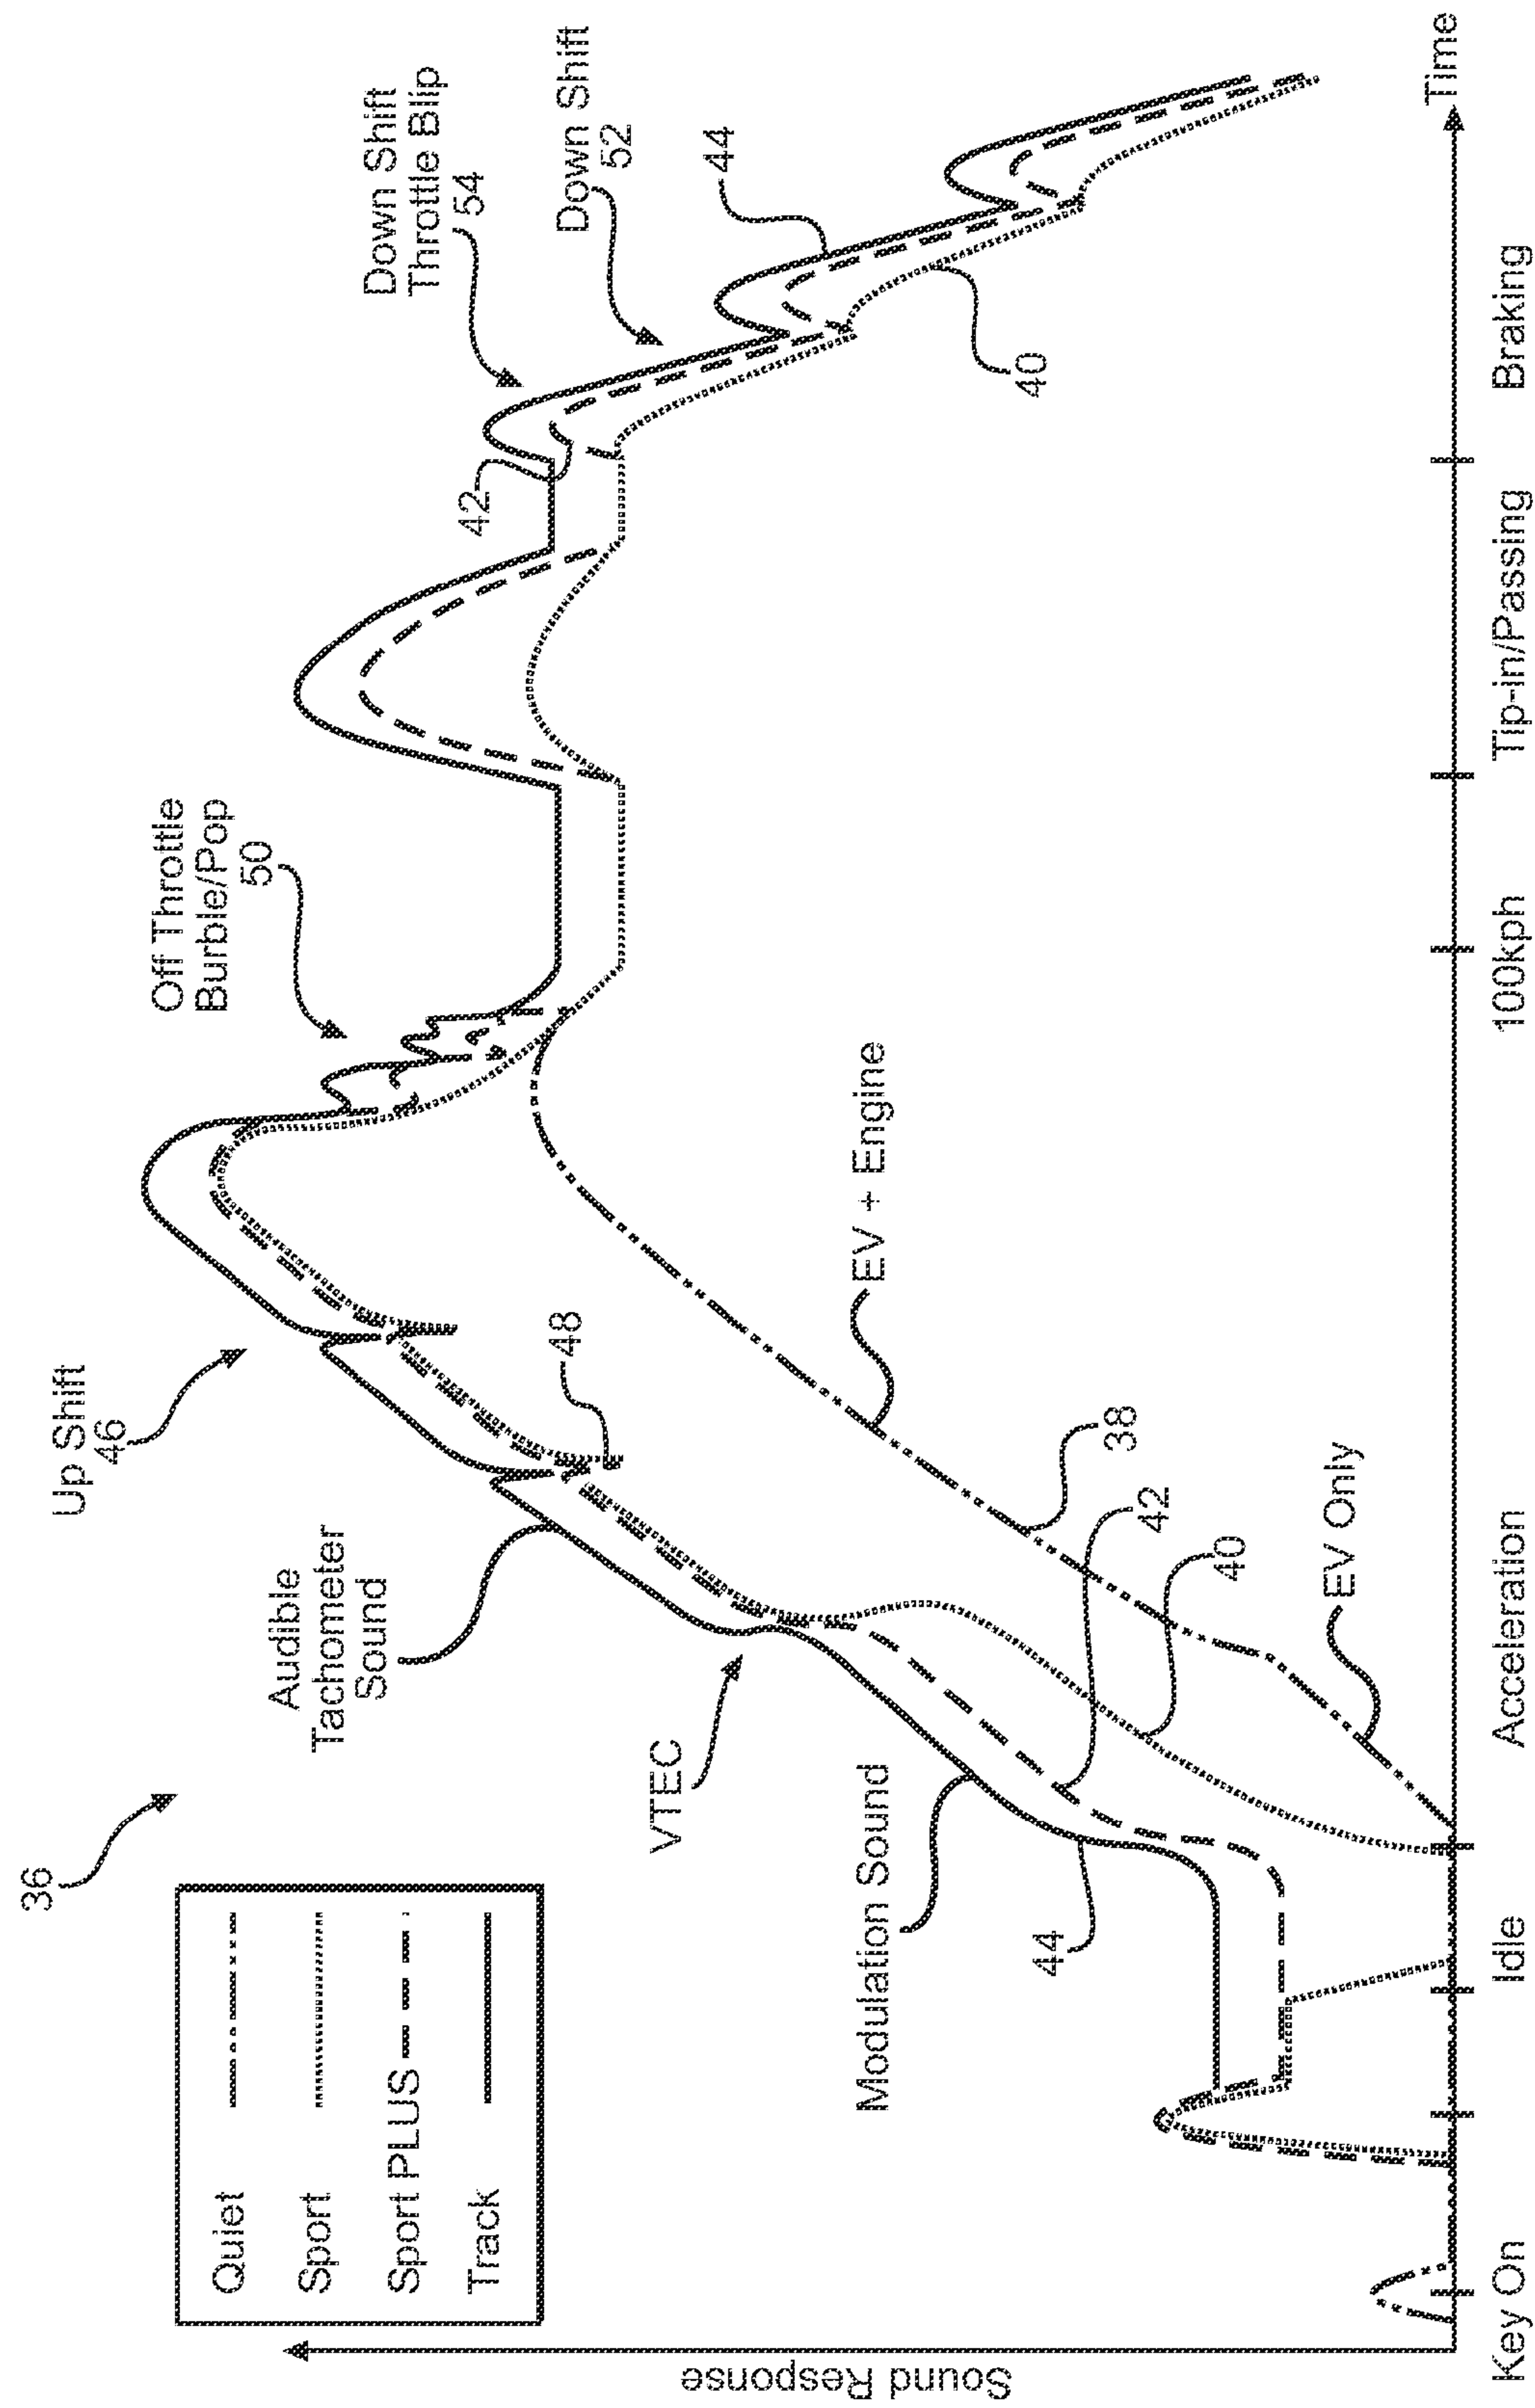 36
Quiet
Sport
Sport PLUS
Track
Up Shift
46
Off Throttle
Burble/Pop
50
Down Shift
Throttle Blip
54
Down Shift
52
Audible
Tachometer
Sound
48
42
44
VTEC
Modulation Sound
EV + Engine
40
44
38
42
40
EV Only
Sound Response
Time
Key On
Idle
Acceleration
100kph
Tip-in/Passing
Braking